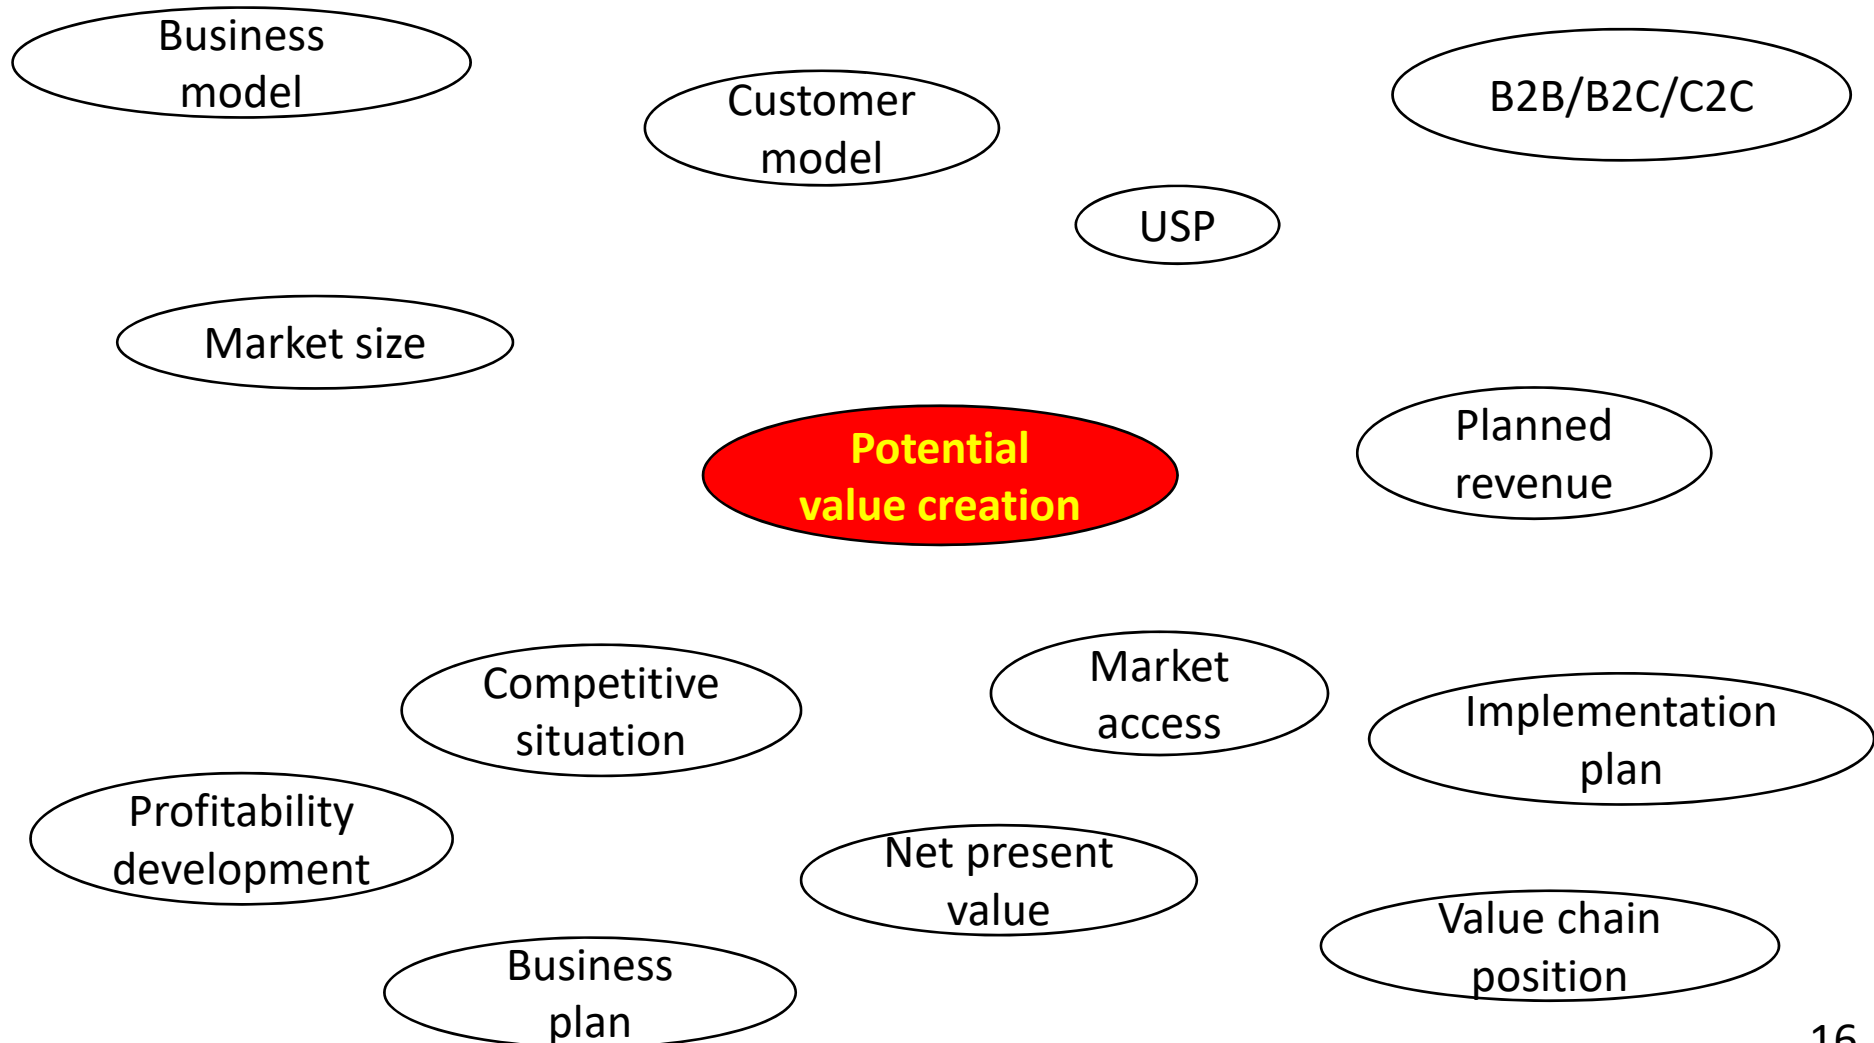 Business
model
Customer
model
B2B/B2C/C2C
USP
Market size
Potential
value creation
Planned
revenue
Competitive
situation
Market
access
Implementation
plan
Profitability
development
Net present
value
Value chain
position
Business
plan
16